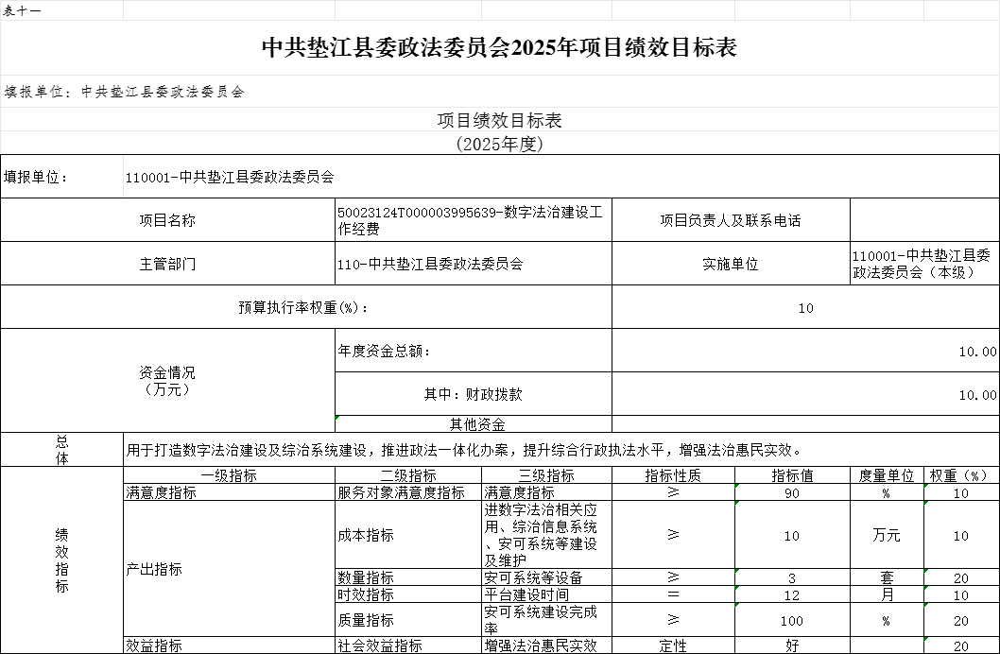 表十一
中共垫江县委政法委员会2025年项目绩效目标表
填报单位：中共垫江县委政法委员会
项目绩效目标表
(2025年度)
填报单位： 110001-中共垫江县委政法委员会
项目名称 50023124T000003995639-数字法治建设工作经费 项目负责人及联系电话
主管部门 110-中共垫江县委政法委员会 实施单位 110001-中共垫江县委政法委员会（本级）
预算执行率权重(%)： 10
资金情况（万元） 年度资金总额： 10.00
其中：财政拨款 10.00
其他资金
总体 用于打造数字法治建设及综治系统建设，推进政法一体化办案，提升综合行政执法水平，增强法治惠民实效。
绩效指标 一级指标 二级指标 三级指标 指标性质 指标值 度量单位 权重（%）
满意度指标 服务对象满意度指标 满意度指标 ≥ 90 % 10
产出指标 成本指标 进数字法治相关应用、综治信息系统、安可系统等建设及维护 ≥ 10 万元 10
数量指标 安可系统等设备 ≥ 3 套 20
时效指标 平台建设时间 ＝ 12 月 10
质量指标 安可系统建设完成率 ≥ 100 % 20
效益指标 社会效益指标 增强法治惠民实效 定性 好 20